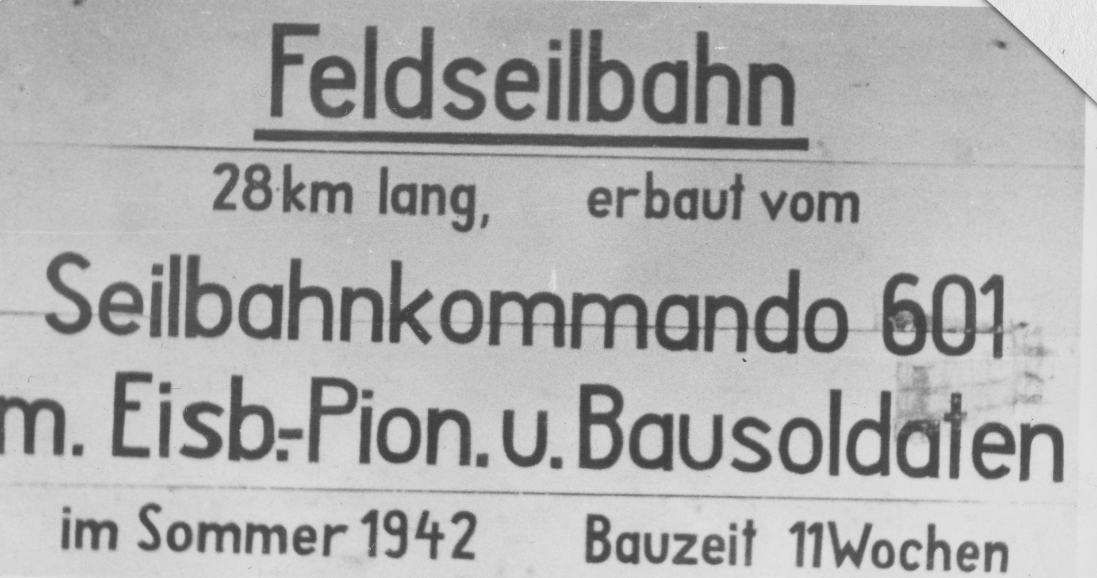 Feldseilbahn
28 km lang, erbaut vom
Seilbahnkommando 601
m. Eisb.-Pion. u. Bausoldaten
im Sommer 1942 Bauzeit 11 Wochen